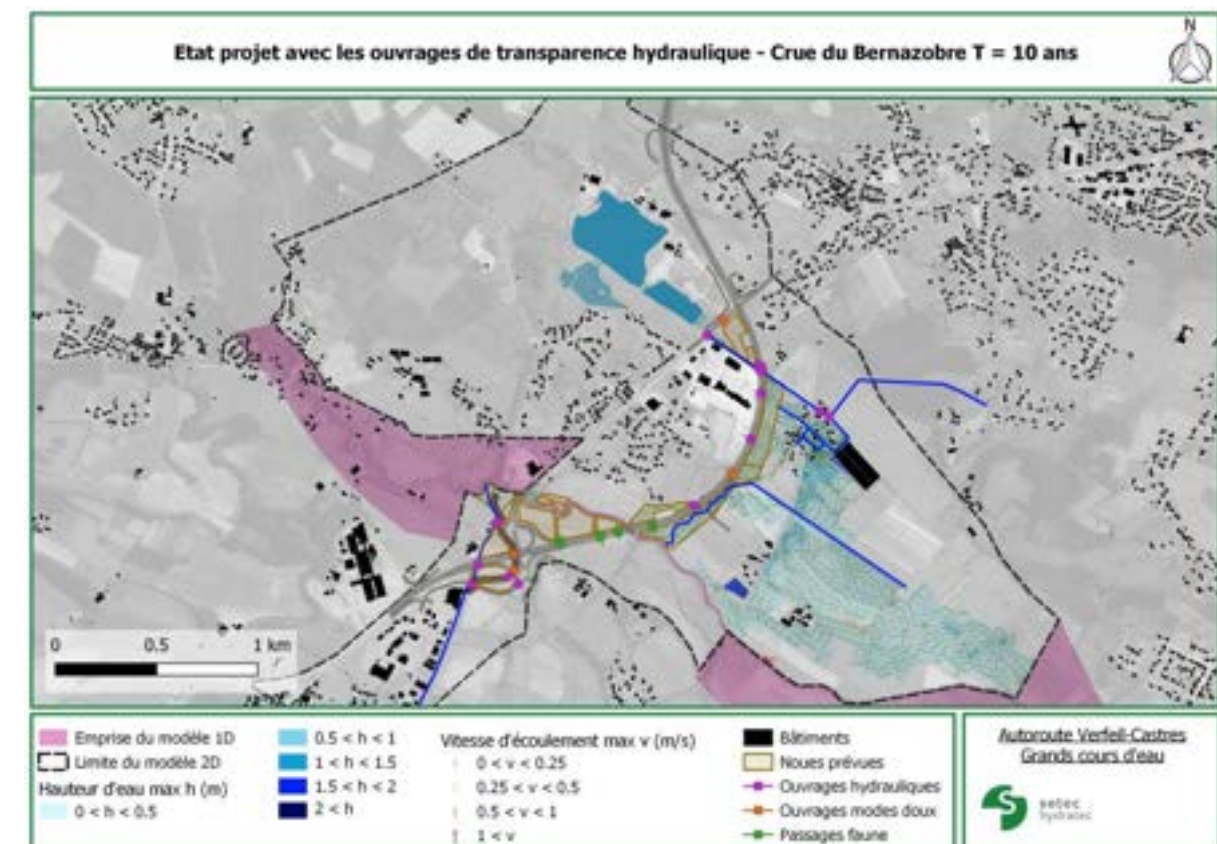 Etat projet avec les ouvrages de transparence hydraulique - Crue du Bernazobre T = 10 ans
N
0 0.5 1 km
Emprise du modèle 1D
Limite du modèle 2D
Hauteur d'eau max h (m)
0 < h < 0.5
0.5 < h < 1
1 < h < 1.5
1.5 < h < 2
2 < h
Vitesse d'écoulement max v (m/s)
0 < v < 0.25
0.25 < v < 0.5
0.5 < v < 1
1 < v
Bâtiments
Noues prévues
Ouvrages hydrauliques
Ouvrages modes doux
Passages faune
Autoroute Verfeil-Castres
Grands cours d'eau
setec
hydratec